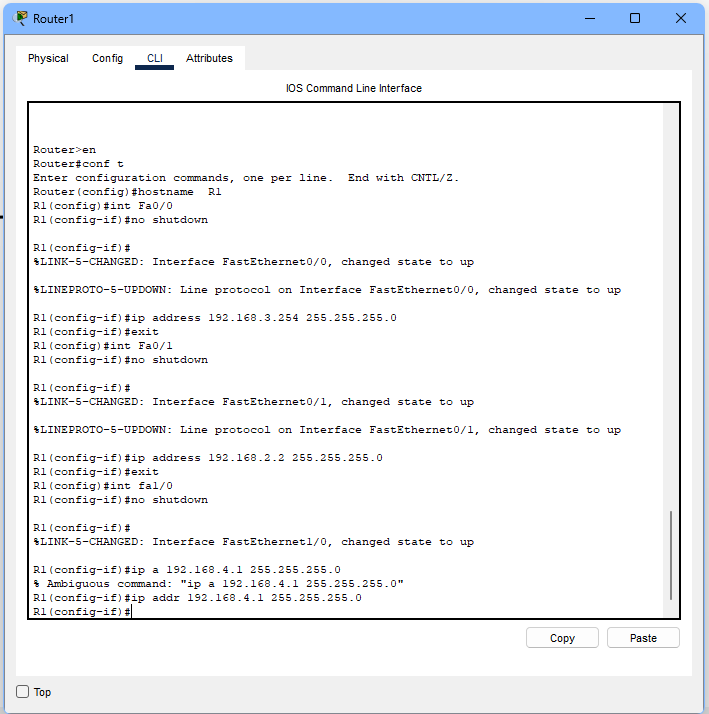 Router1
Physical Config CLI Attributes
IOS Command Line Interface
Router>en
Router#conf t
Enter configuration commands, one per line.  End with CNTL/Z.
Router(config)#hostname  R1
R1(config)#int Fa0/0
R1(config-if)#no shutdown
R1(config-if)#
%LINK-5-CHANGED: Interface FastEthernet0/0, changed state to up
%LINEPROTO-5-UPDOWN: Line protocol on Interface FastEthernet0/0, changed state to up
R1(config-if)#ip address 192.168.3.254 255.255.255.0
R1(config-if)#exit
R1(config)#int Fa0/1
R1(config-if)#no shutdown
R1(config-if)#
%LINK-5-CHANGED: Interface FastEthernet0/1, changed state to up
%LINEPROTO-5-UPDOWN: Line protocol on Interface FastEthernet0/1, changed state to up
R1(config-if)#ip address 192.168.2.2 255.255.255.0
R1(config-if)#exit
R1(config)#int fa1/0
R1(config-if)#no shutdown
R1(config-if)#
%LINK-5-CHANGED: Interface FastEthernet1/0, changed state to up
R1(config-if)#ip a 192.168.4.1 255.255.255.0
% Ambiguous command: "ip a 192.168.4.1 255.255.255.0"
R1(config-if)#ip addr 192.168.4.1 255.255.255.0
R1(config-if)#
Copy Paste
Top